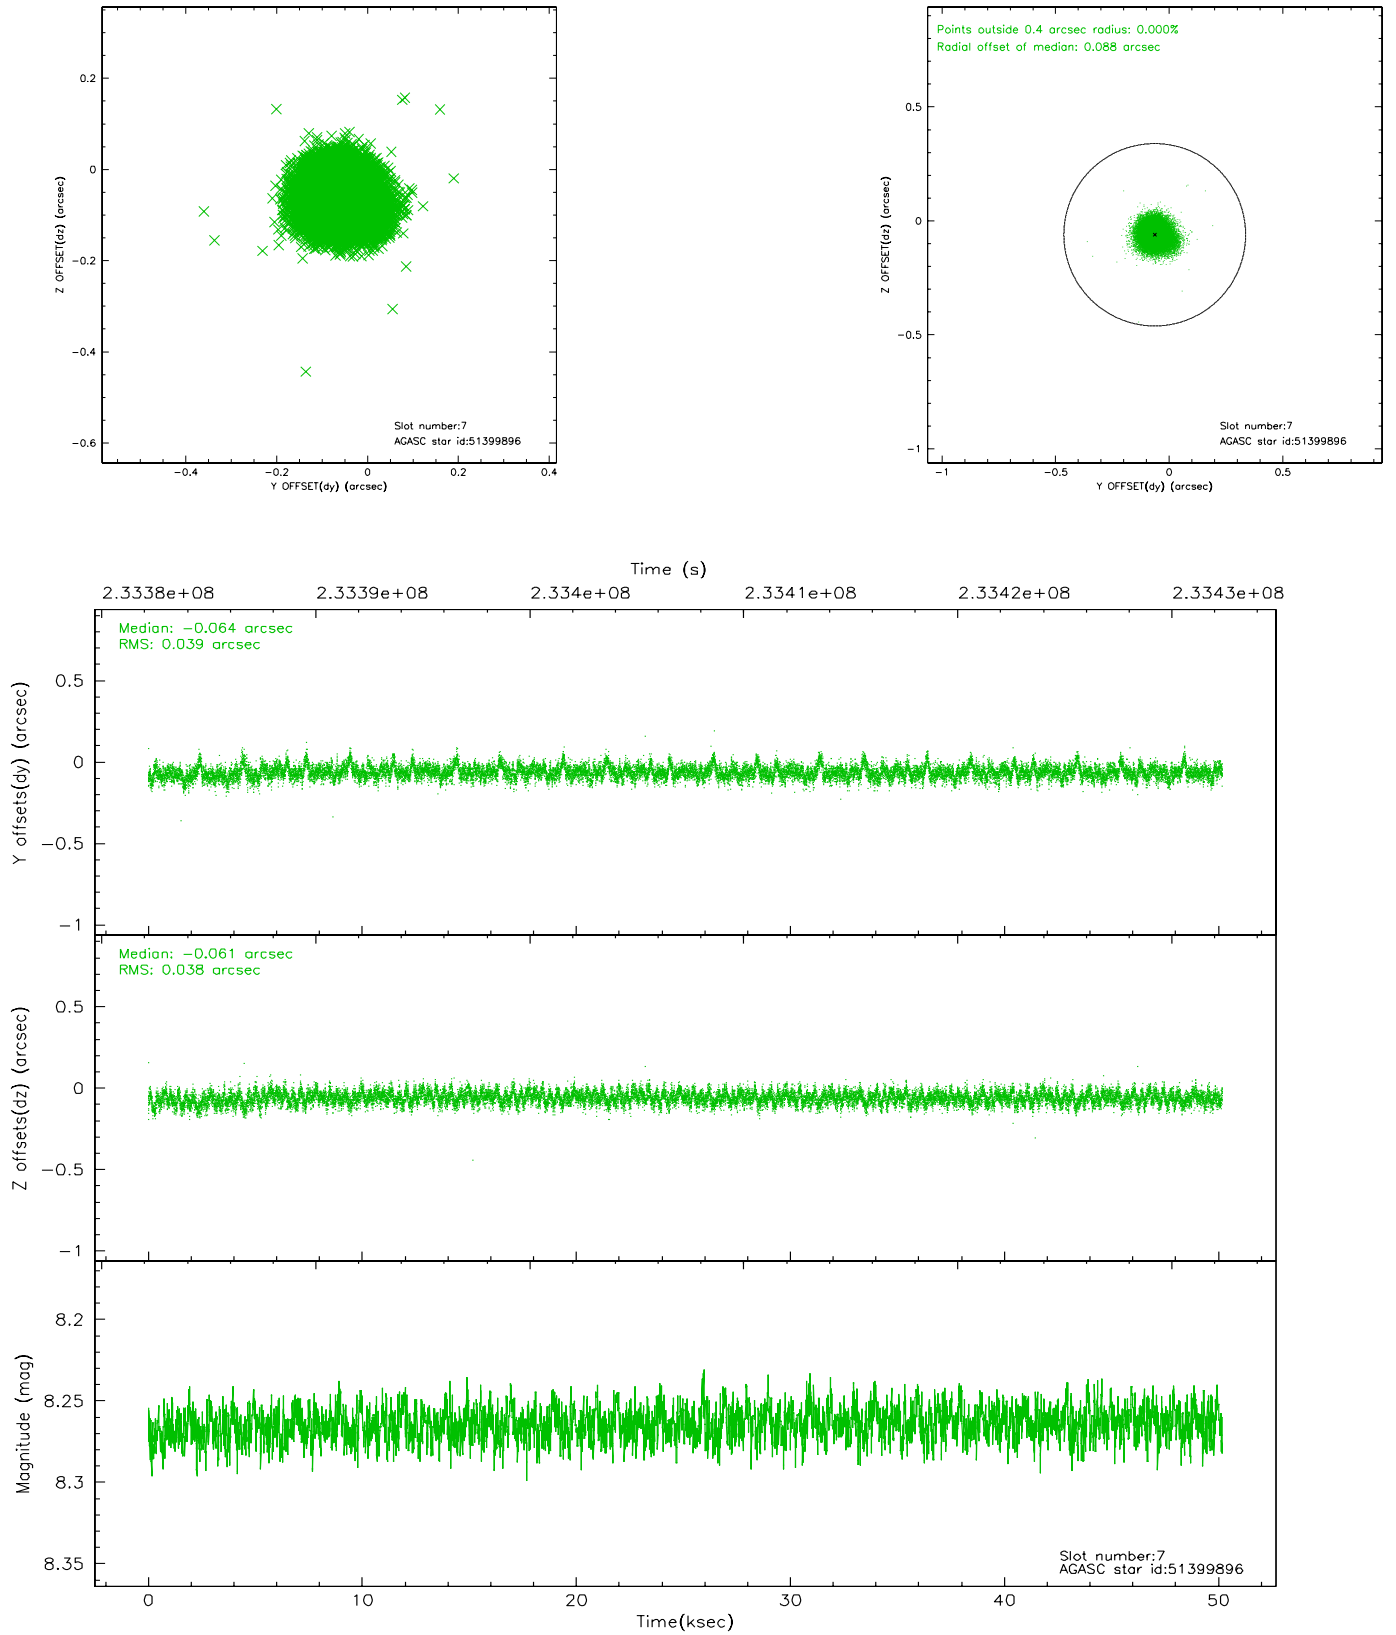 0.2
0
−0.2
−0.4
−0.6
Z OFFSET(dz) (arcsec)
Slot number:7
AGASC star id:51399896
−0.4
−0.2
0
0.2
0.4
Y OFFSET(dy) (arcsec)
Points outside 0.4 arcsec radius: 0.000%
Radial offset of median: 0.088 arcsec
0.5
0
−0.5
−1
Z OFFSET(dz) (arcsec)
Slot number:7
AGASC star id:51399896
−1
−0.5
0
0.5
Y OFFSET(dy) (arcsec)
Time (s)
2.3338e+08
2.3339e+08
2.334e+08
2.3341e+08
2.3342e+08
2.3343e+08
Median: −0.064 arcsec
RMS: 0.039 arcsec
0.5
0
−0.5
−1
Y offsets(dy) (arcsec)
Median: −0.061 arcsec
RMS: 0.038 arcsec
0.5
0
−0.5
−1
Z offsets(dz) (arcsec)
8.2
8.25
8.3
8.35
Magnitude (mag)
Slot number:7
AGASC star id:51399896
0
10
20
30
40
50
Time(ksec)